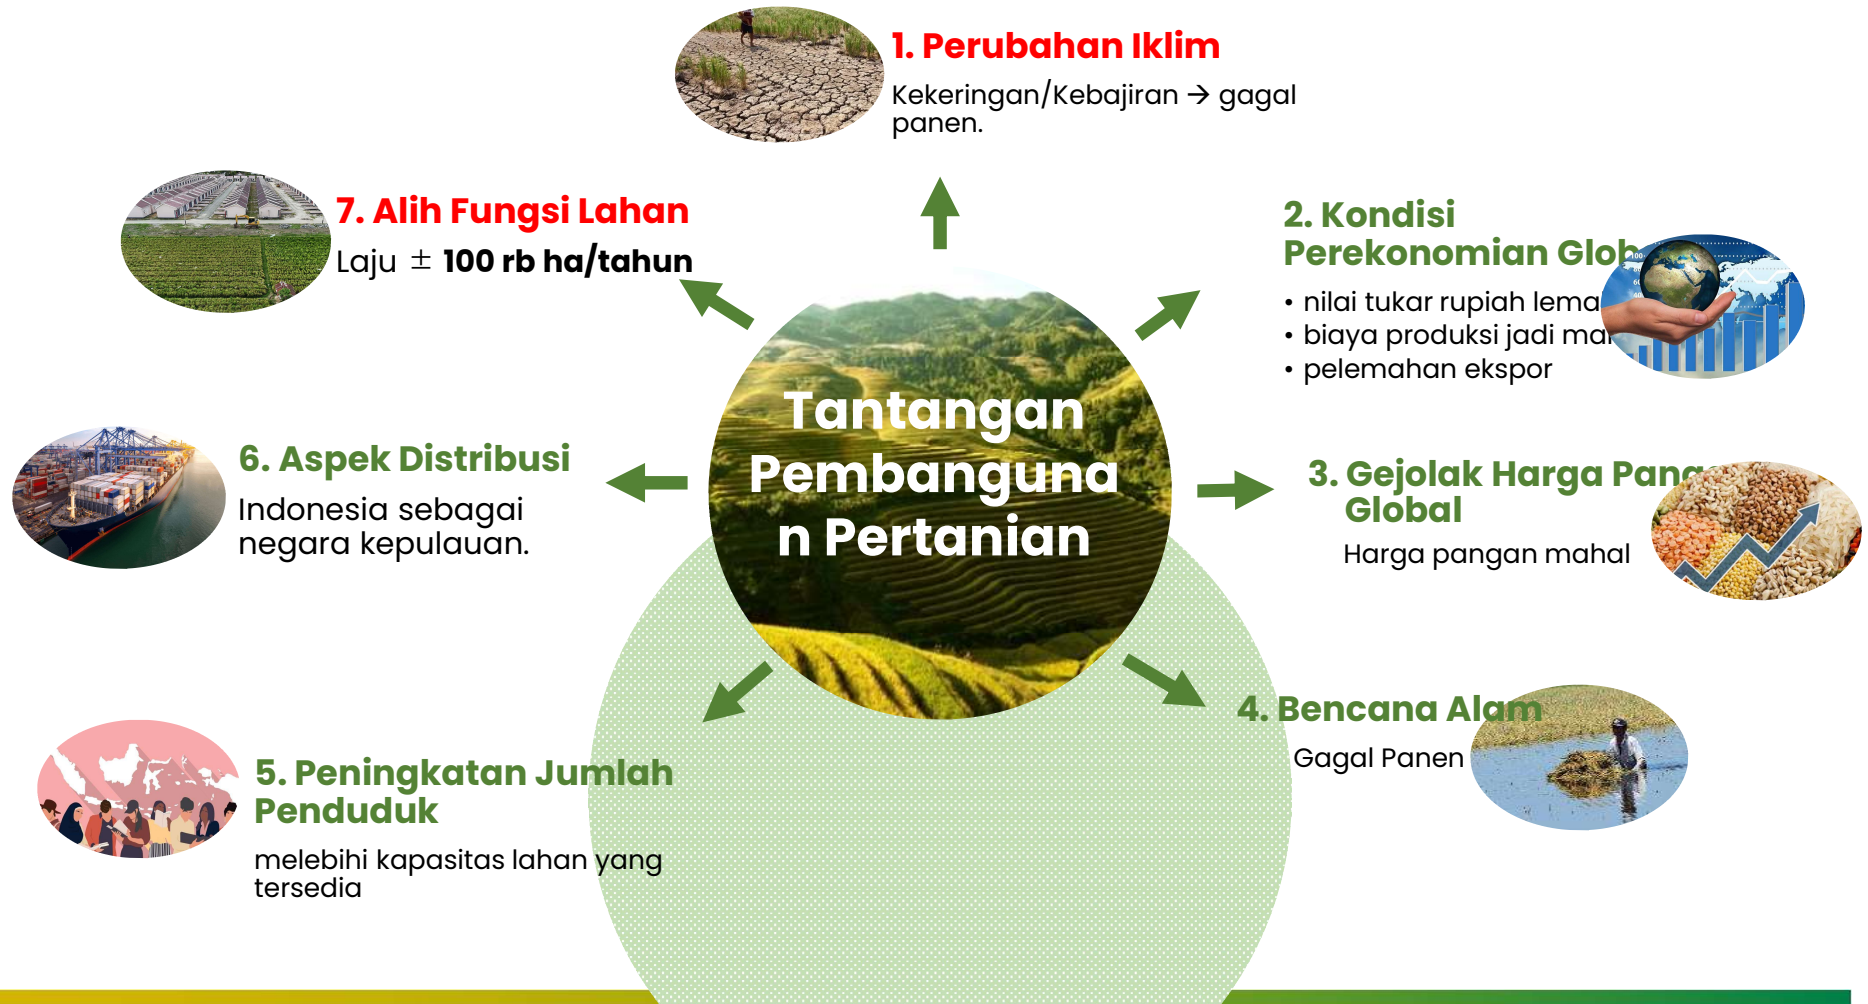 1. Perubahan Iklim
Kekeringan/Kebajiran → gagal
panen.
2. Kondisi
Perekonomian Glob
• nilai tukar rupiah lema
• biaya produksi jadi ma
• pelemahan ekspor
3. Gejolak Harga Pang
Global
Harga pangan mahal
4. Bencana Alam
Gagal Panen
5. Peningkatan Jumlah
Penduduk
melebihi kapasitas lahan yang
tersedia
6. Aspek Distribusi
Indonesia sebagai
negara kepulauan.
7. Alih Fungsi Lahan
Laju ± 100 rb ha/tahun
Tantangan
Pembanguna
n Pertanian